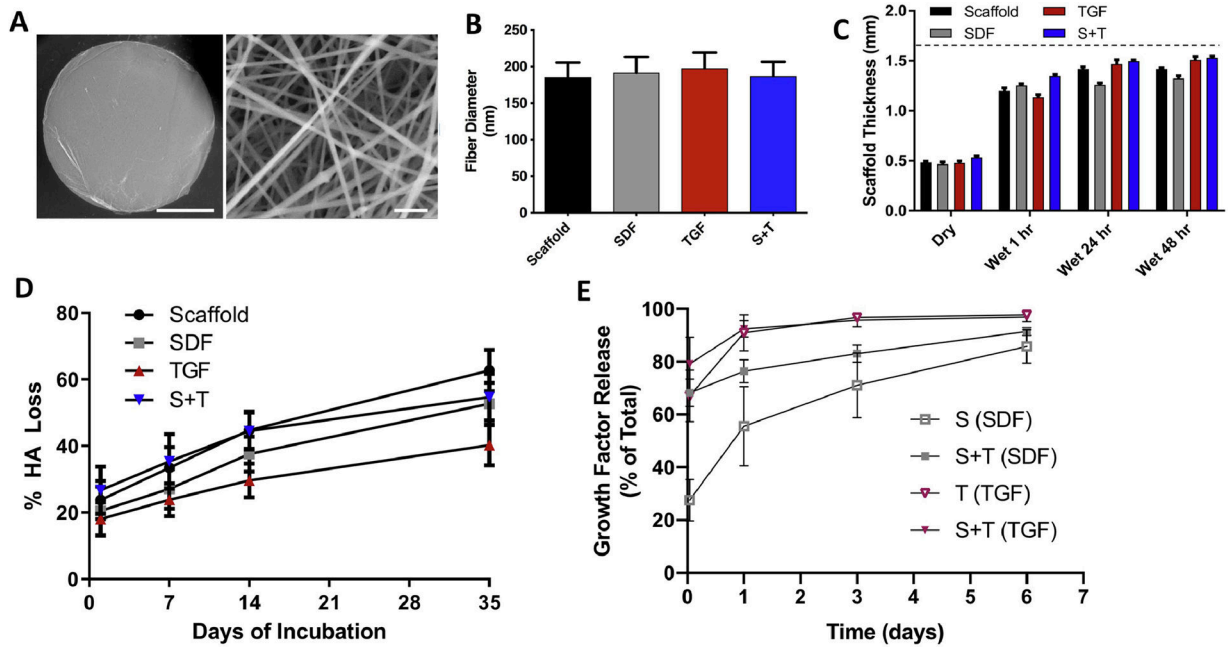 A
B
Fiber Diameter
(nm)
250
200
150
100
50
0
Scaffold
SDF
TGF
S+T
C
Scaffold TGF
SDF S+T
Scaffold Thickness (mm)
2.0
1.5
1.0
0.5
0.0
Dry
Wet 1 hr
Wet 24 hr
Wet 48 hr
D
Scaffold
SDF
TGF
S+T
% HA Loss
80
60
40
20
0
0 7 14 21 28 35
Days of Incubation
E
Growth Factor Release
(% of Total)
100
80
60
40
20
0
S (SDF)
S+T (SDF)
T (TGF)
S+T (TGF)
0 1 2 3 4 5 6 7
Time (days)